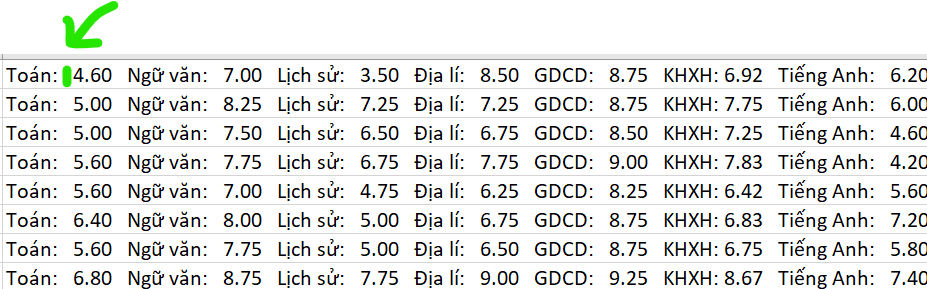 Toán: 4.60 Ngữ văn: 7.00 Lịch sử: 3.50 Địa lí: 8.50 GDCD: 8.75 KHXH: 6.92 Tiếng Anh: 6.20
Toán: 5.00 Ngữ văn: 8.25 Lịch sử: 7.25 Địa lí: 7.25 GDCD: 8.75 KHXH: 7.75 Tiếng Anh: 6.00
Toán: 5.00 Ngữ văn: 7.50 Lịch sử: 6.50 Địa lí: 6.75 GDCD: 8.50 KHXH: 7.25 Tiếng Anh: 4.60
Toán: 5.60 Ngữ văn: 7.75 Lịch sử: 6.75 Địa lí: 7.75 GDCD: 9.00 KHXH: 7.83 Tiếng Anh: 4.20
Toán: 5.60 Ngữ văn: 7.00 Lịch sử: 4.75 Địa lí: 6.25 GDCD: 8.25 KHXH: 6.42 Tiếng Anh: 5.60
Toán: 6.40 Ngữ văn: 8.00 Lịch sử: 5.00 Địa lí: 6.75 GDCD: 8.75 KHXH: 6.83 Tiếng Anh: 7.20
Toán: 5.60 Ngữ văn: 7.75 Lịch sử: 5.00 Địa lí: 6.50 GDCD: 8.75 KHXH: 6.75 Tiếng Anh: 5.80
Toán: 6.80 Ngữ văn: 8.75 Lịch sử: 7.75 Địa lí: 9.00 GDCD: 9.25 KHXH: 8.67 Tiếng Anh: 7.40